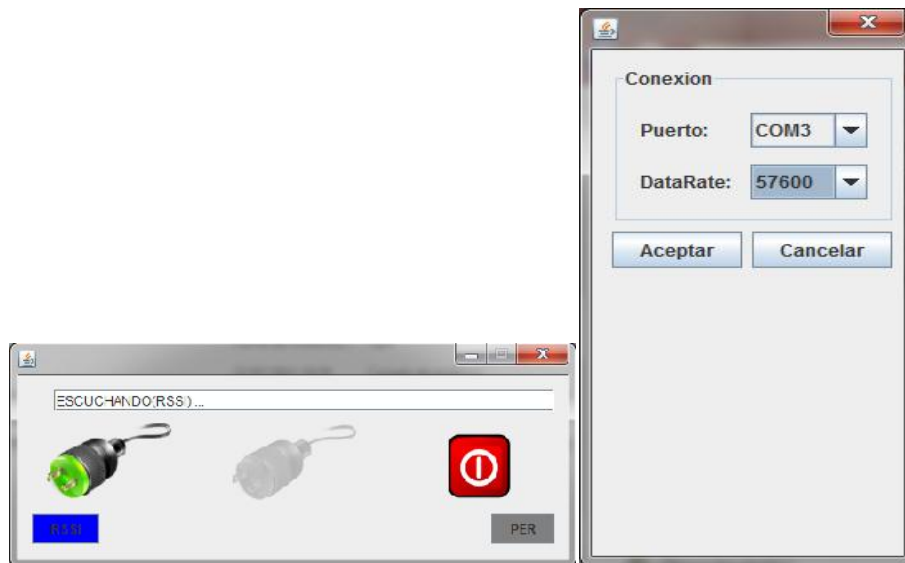 ESCUCHANDO(RSSI)...
RSSI
PER
Conexion
Puerto: COM3
DataRate: 57600
Aceptar Cancelar